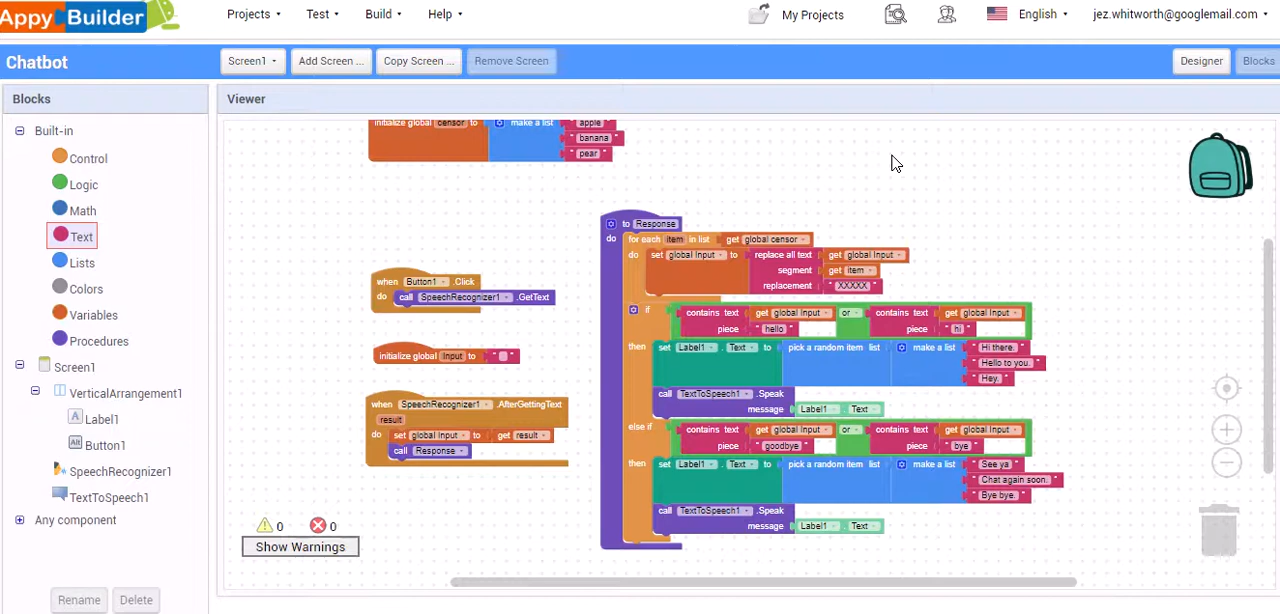 Appy Builder
Projects Test Build Help My Projects English jez.whitworth@googlemail.com
Chatbot Screen1 Add Screen ... Copy Screen ... Remove Screen Designer Blocks
Blocks
Viewer
Built-in
Control
Logic
Math
Text
Lists
Colors
Variables
Procedures
Screen1
VerticalArrangement1
Label1
Button1
SpeechRecognizer1
TextToSpeech1
Any component
Rename Delete
initialize global censor to make a list " apple "
" banana "
" pear "
when Button1 .Click
do call SpeechRecognizer1 .GetText
initialize global Input to " "
when SpeechRecognizer1 .AfterGettingText
result
do set global Input to get result
call Response
0 0
Show Warnings
to Response
do for each item in list get global censor
do set global Input to replace all text get global Input
segment get item
replacement " XXXXX "
if contains text get global Input or contains text get global Input
piece " hello " piece " hi "
then set Label1 . Text to pick a random item list make a list " Hi there. "
" Hello to you. "
" Hey. "
call TextToSpeech1 .Speak
message Label1 . Text
else if contains text get global Input or contains text get global Input
piece " goodbye " piece " bye "
then set Label1 . Text to pick a random item list make a list " See ya "
" Chat again soon. "
" Bye bye. "
call TextToSpeech1 .Speak
message Label1 . Text